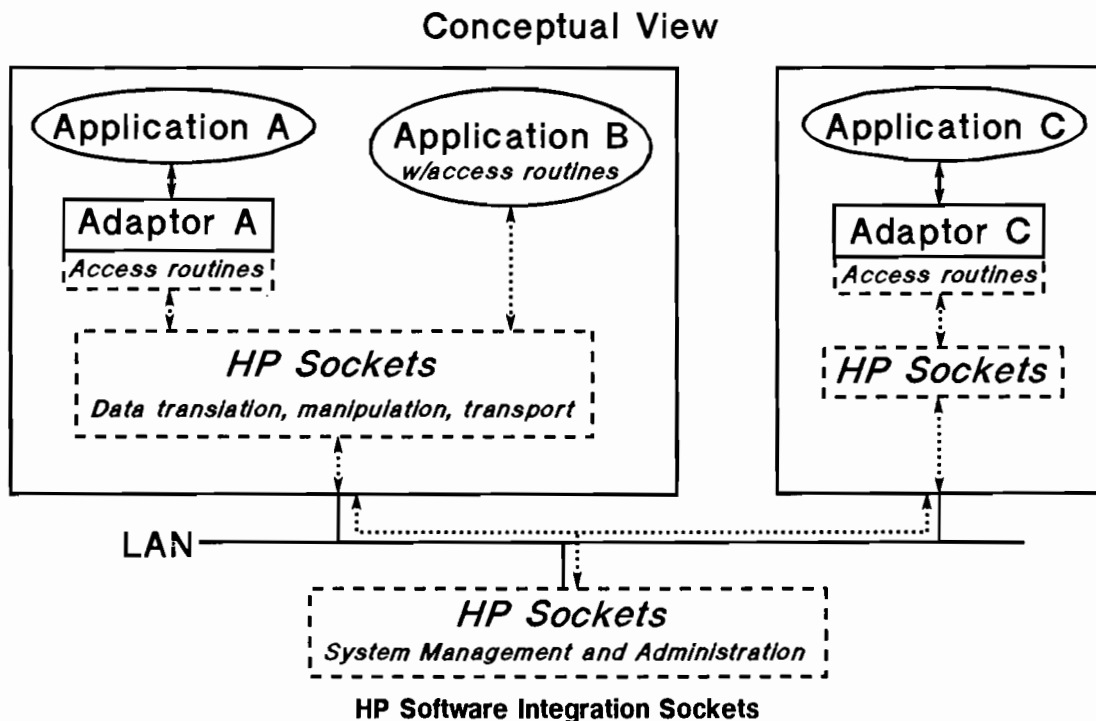 Conceptual View
Application A
Adaptor A
Access routines
Application B
w/access routines
HP Sockets
Data translation, manipulation, transport
Application C
Adaptor C
Access routines
HP Sockets
LAN
HP Sockets
System Management and Administration
HP Software Integration Sockets